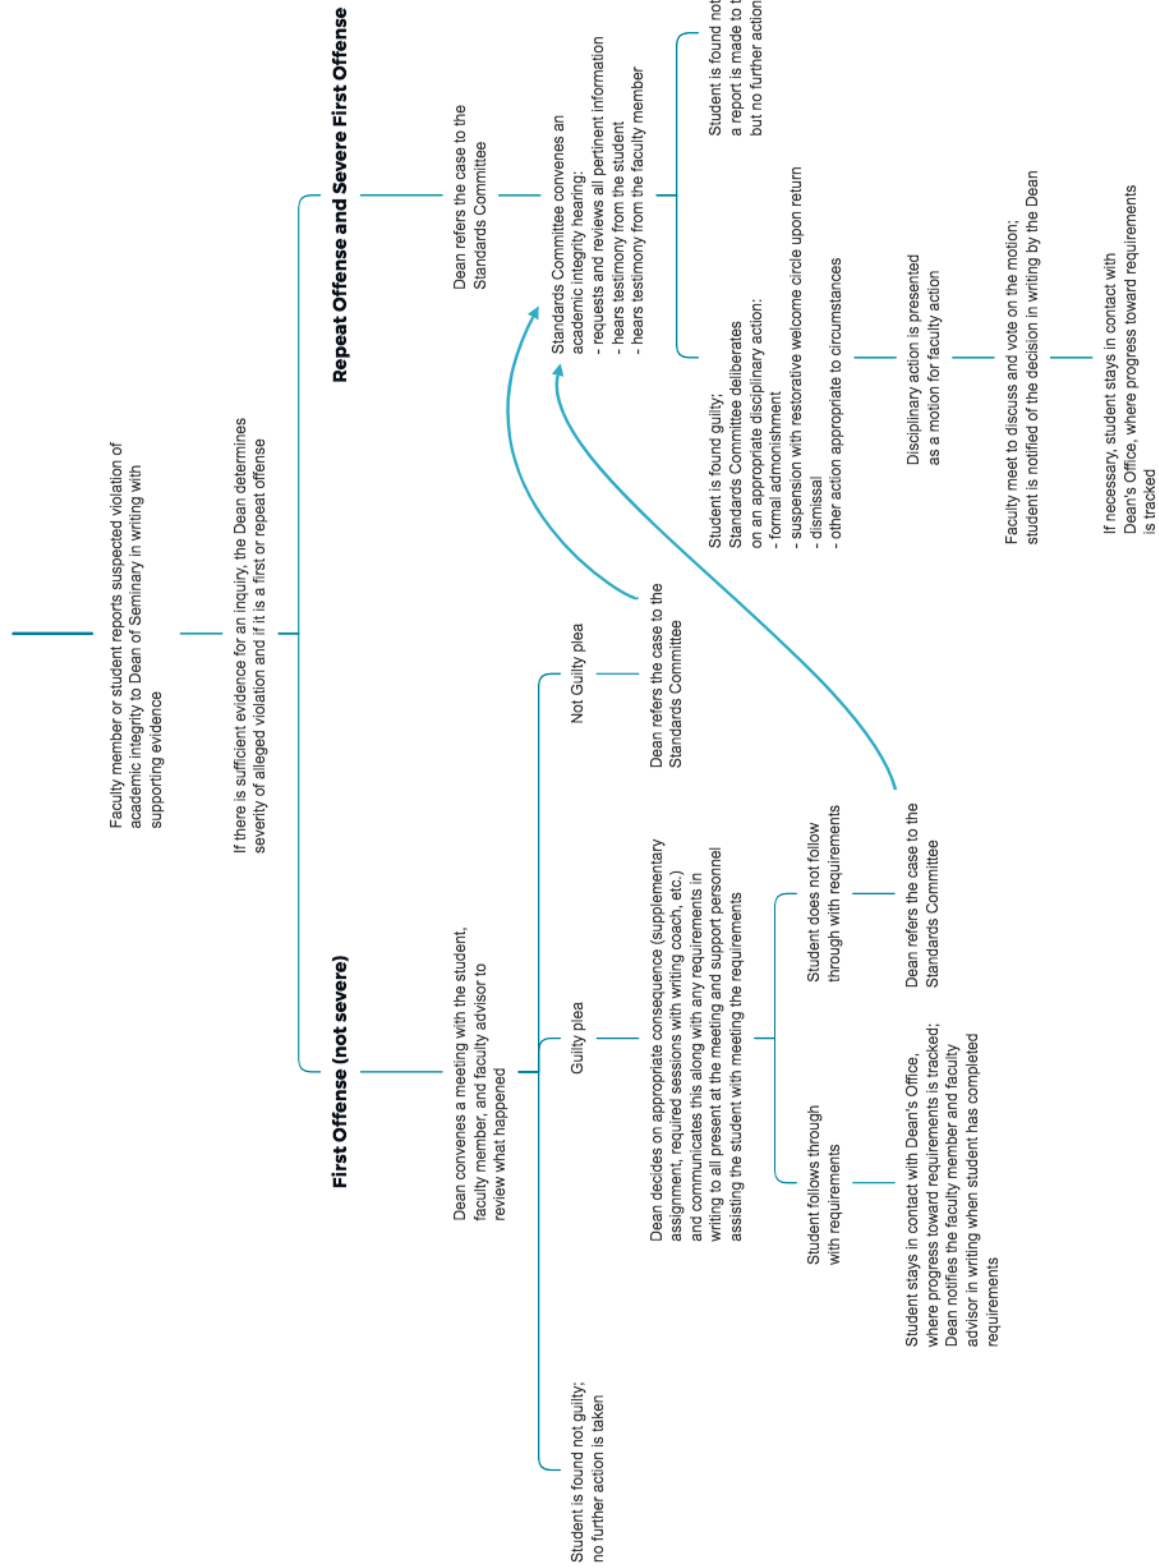 Faculty member or student reports suspected violation of
academic integrity to Dean of Seminary in writing with
supporting evidence
If there is sufficient evidence for an inquiry, the Dean determines
severity of alleged violation and if it is a first or repeat offense
First Offense (not severe)
Dean convenes a meeting with the student,
faculty member, and faculty advisor to
review what happened
Student is found not guilty;
no further action is taken
Guilty plea
Dean decides on appropriate consequence (supplementary
assignment, required sessions with writing coach, etc.)
and communicates this along with any requirements in
writing to all present at the meeting and support personnel
assisting the student with meeting the requirements
Student follows through
with requirements
Student stays in contact with Dean's Office,
where progress toward requirements is tracked;
Dean notifies the faculty member and faculty
advisor in writing when student has completed
requirements
Student does not follow
through with requirements
Dean refers the case to the
Standards Committee
Not Guilty plea
Dean refers the case to the
Standards Committee
Repeat Offense and Severe First Offense
Dean refers the case to the
Standards Committee
Standards Committee convenes an
academic integrity hearing:
- requests and reviews all pertinent information
- hears testimony from the student
- hears testimony from the faculty member
Student is found guilty;
Standards Committee deliberates
on an appropriate disciplinary action:
- formal admonishment
- suspension with restorative welcome circle upon return
- dismissal
- other action appropriate to circumstances
Disciplinary action is presented
as a motion for faculty action
Faculty meet to discuss and vote on the motion;
student is notified of the decision in writing by the Dean
If necessary, student stays in contact with
Dean's Office, where progress toward requirements
is tracked
Student is found not
a report is made to
but no further action